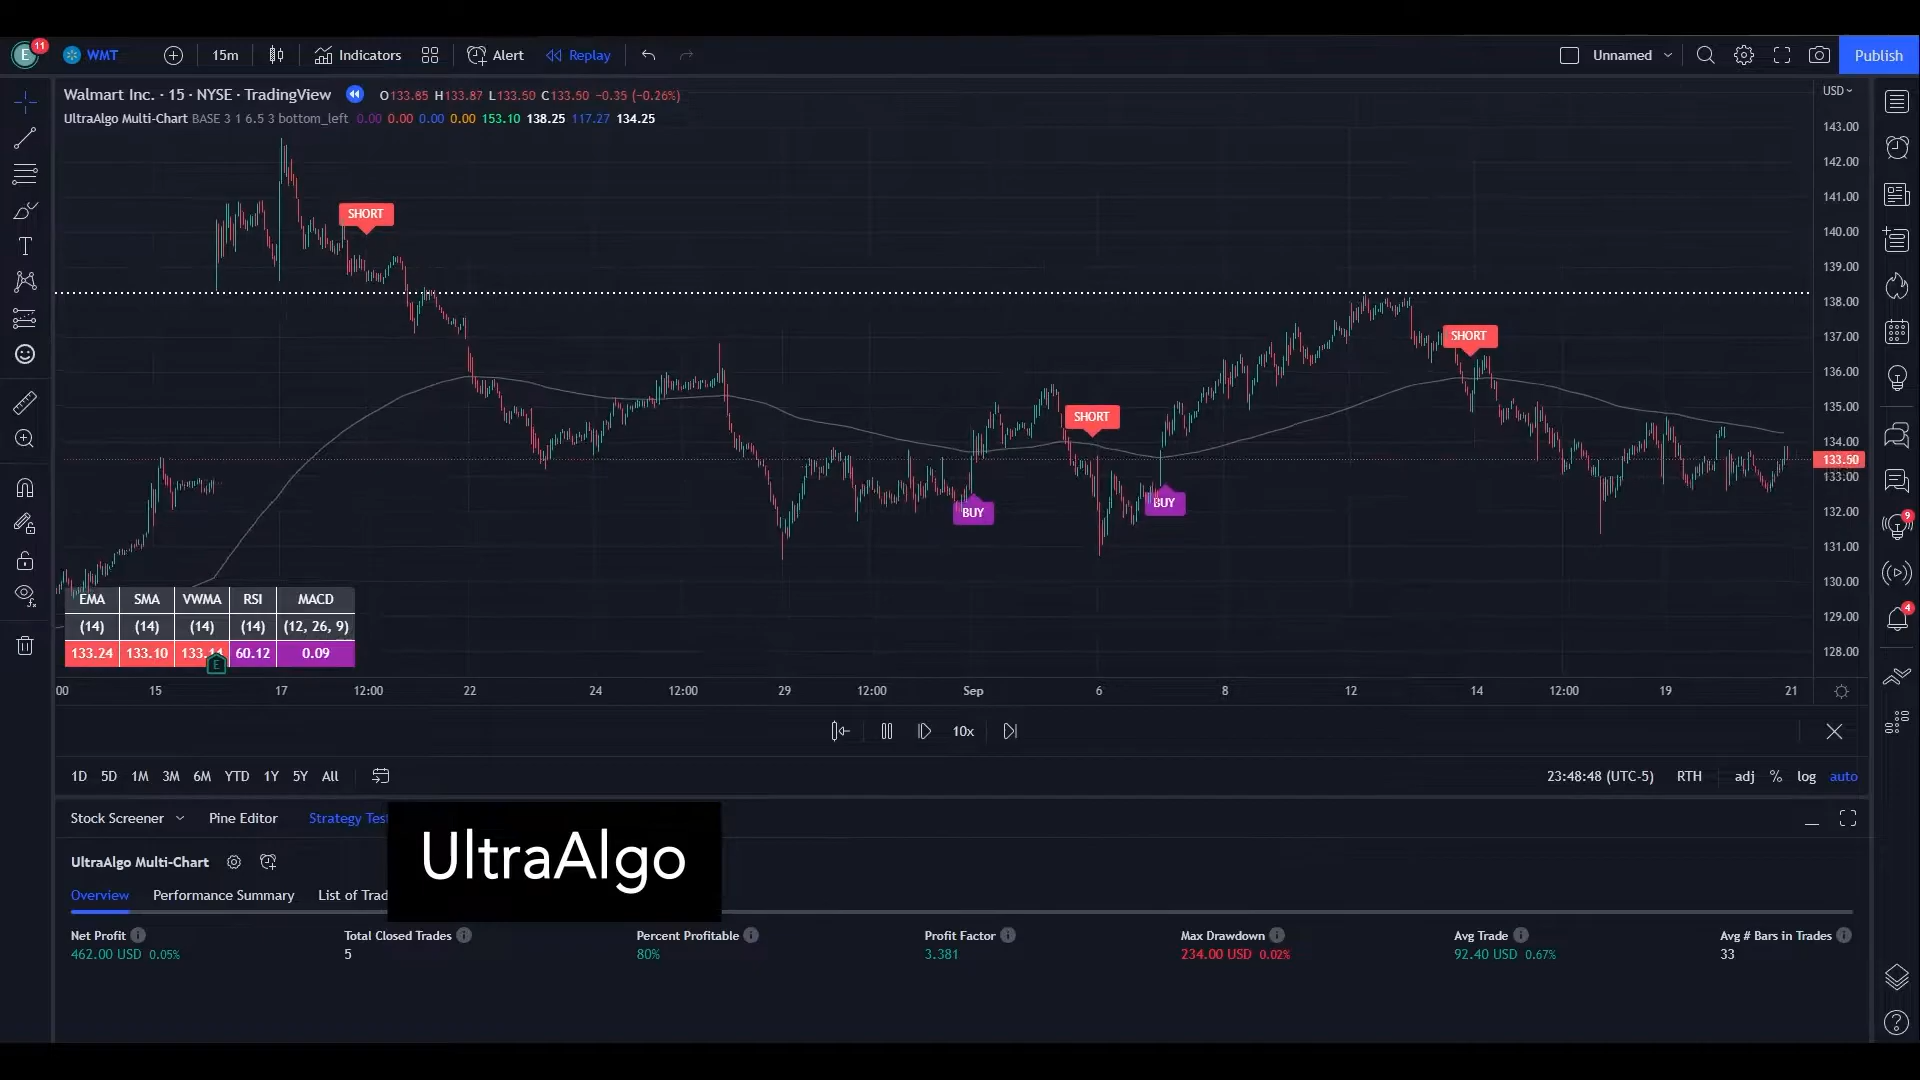 E 11 WMT 15m Indicators Alert Replay Unnamed Publish
Walmart Inc. · 15 · NYSE · TradingView O133.85 H133.87 L133.50 C133.50 −0.35 (−0.26%)
UltraAlgo Multi-Chart BASE 3 1 6.5 3 bottom_left 0.00 0.00 0.00 0.00 153.10 138.25 117.27 134.25
USD
143.00
142.00
141.00
140.00
139.00
138.00
137.00
136.00
135.00
134.00
133.50
133.00
132.00
131.00
130.00
129.00
128.00
SHORT
SHORT
SHORT
BUY
BUY
9
4
EMA SMA VWMA RSI MACD
(14) (14) (14) (14) (12, 26, 9)
133.24 133.10 133.14 60.12 0.09
E
00 15 17 12:00 22 24 12:00 29 12:00 Sep 6 8 12 14 12:00 19 21
10x
1D 5D 1M 3M 6M YTD 1Y 5Y All 23:48:48 (UTC-5) RTH adj % log auto
Stock Screener Pine Editor Strategy Test
UltraAlgo
UltraAlgo Multi-Chart
Overview Performance Summary List of Trad
Net Profit Total Closed Trades Percent Profitable Profit Factor Max Drawdown Avg Trade Avg # Bars in Trades
462.00 USD 0.05% 5 80% 3.381 234.00 USD 0.02% 92.40 USD 0.67% 33